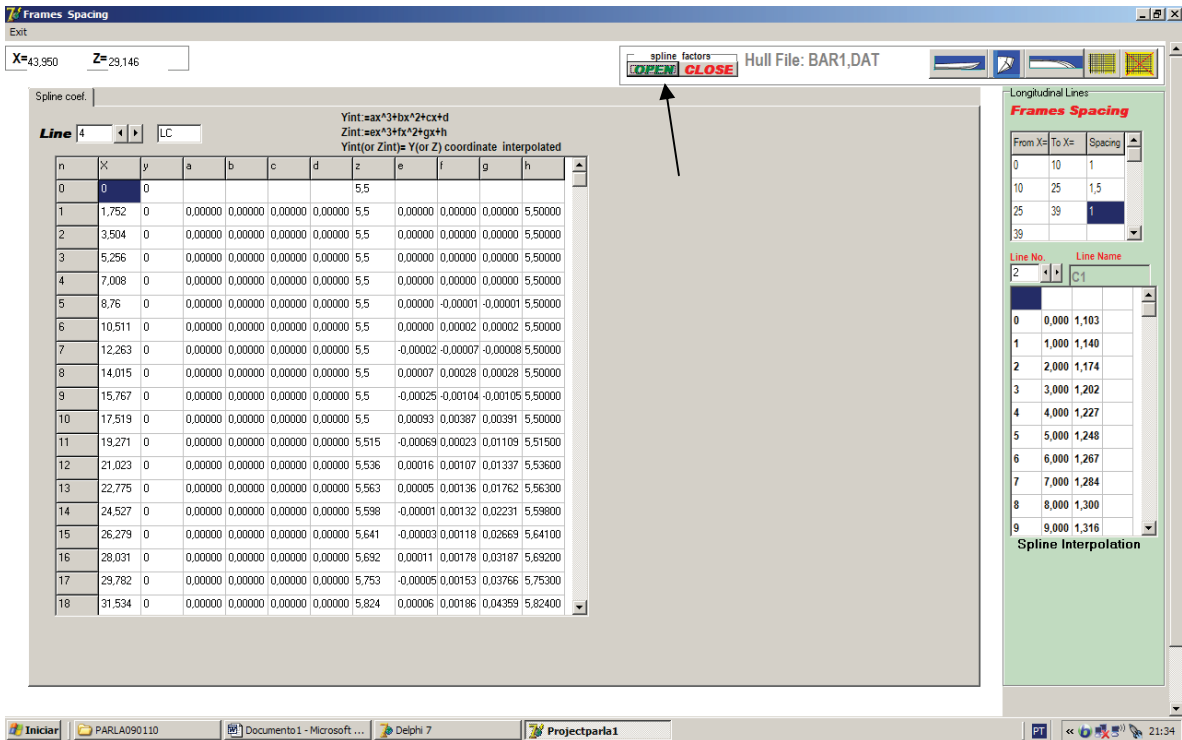 Frames Spacing
Exit
X=43,950 Z=29,146
spline factors
OPEN CLOSE
Hull File: BAR1,DAT
Spline coef.
Line 4 LC
Yint:=ax^3+bx^2+cx+d
Zint:=ex^3+fx^2+gx+h
Yint(or Zint)= Y(or Z) coordinate interpolated
n X y a b c d z e f g h
0 0 0 5,5
1 1,752 0 0,00000 0,00000 0,00000 0,00000 5,5 0,00000 0,00000 0,00000 5,50000
2 3,504 0 0,00000 0,00000 0,00000 0,00000 5,5 0,00000 0,00000 0,00000 5,50000
3 5,256 0 0,00000 0,00000 0,00000 0,00000 5,5 0,00000 0,00000 0,00000 5,50000
4 7,008 0 0,00000 0,00000 0,00000 0,00000 5,5 0,00000 0,00000 0,00000 5,50000
5 8,76 0 0,00000 0,00000 0,00000 0,00000 5,5 0,00000 -0,00001 -0,00001 5,50000
6 10,511 0 0,00000 0,00000 0,00000 0,00000 5,5 0,00000 0,00002 0,00002 5,50000
7 12,263 0 0,00000 0,00000 0,00000 0,00000 5,5 -0,00002 -0,00007 -0,00008 5,50000
8 14,015 0 0,00000 0,00000 0,00000 0,00000 5,5 0,00007 0,00028 0,00028 5,50000
9 15,767 0 0,00000 0,00000 0,00000 0,00000 5,5 -0,00025 -0,00104 -0,00105 5,50000
10 17,519 0 0,00000 0,00000 0,00000 0,00000 5,5 0,00093 0,00387 0,00391 5,50000
11 19,271 0 0,00000 0,00000 0,00000 0,00000 5,515 -0,00069 0,00023 0,01109 5,51500
12 21,023 0 0,00000 0,00000 0,00000 0,00000 5,536 0,00016 0,00107 0,01337 5,53600
13 22,775 0 0,00000 0,00000 0,00000 0,00000 5,563 0,00005 0,00136 0,01762 5,56300
14 24,527 0 0,00000 0,00000 0,00000 0,00000 5,598 -0,00001 0,00132 0,02231 5,59800
15 26,279 0 0,00000 0,00000 0,00000 0,00000 5,641 -0,00003 0,00118 0,02669 5,64100
16 28,031 0 0,00000 0,00000 0,00000 0,00000 5,692 0,00011 0,00178 0,03187 5,69200
17 29,782 0 0,00000 0,00000 0,00000 0,00000 5,753 -0,00005 0,00153 0,03766 5,75300
18 31,534 0 0,00000 0,00000 0,00000 0,00000 5,824 0,00006 0,00186 0,04359 5,82400
Longitudinal Lines
Frames Spacing
From X= To X= Spacing
0 10 1
10 25 1,5
25 39 1
39
Line No. Line Name
2 C1
0 0,000 1,103
1 1,000 1,140
2 2,000 1,174
3 3,000 1,202
4 4,000 1,227
5 5,000 1,248
6 6,000 1,267
7 7,000 1,284
8 8,000 1,300
9 9,000 1,316
Spline Interpolation
Iniciar PARLA090110 Documento1 - Microsoft ... Delphi 7 Projectparla1 PT « 21:34